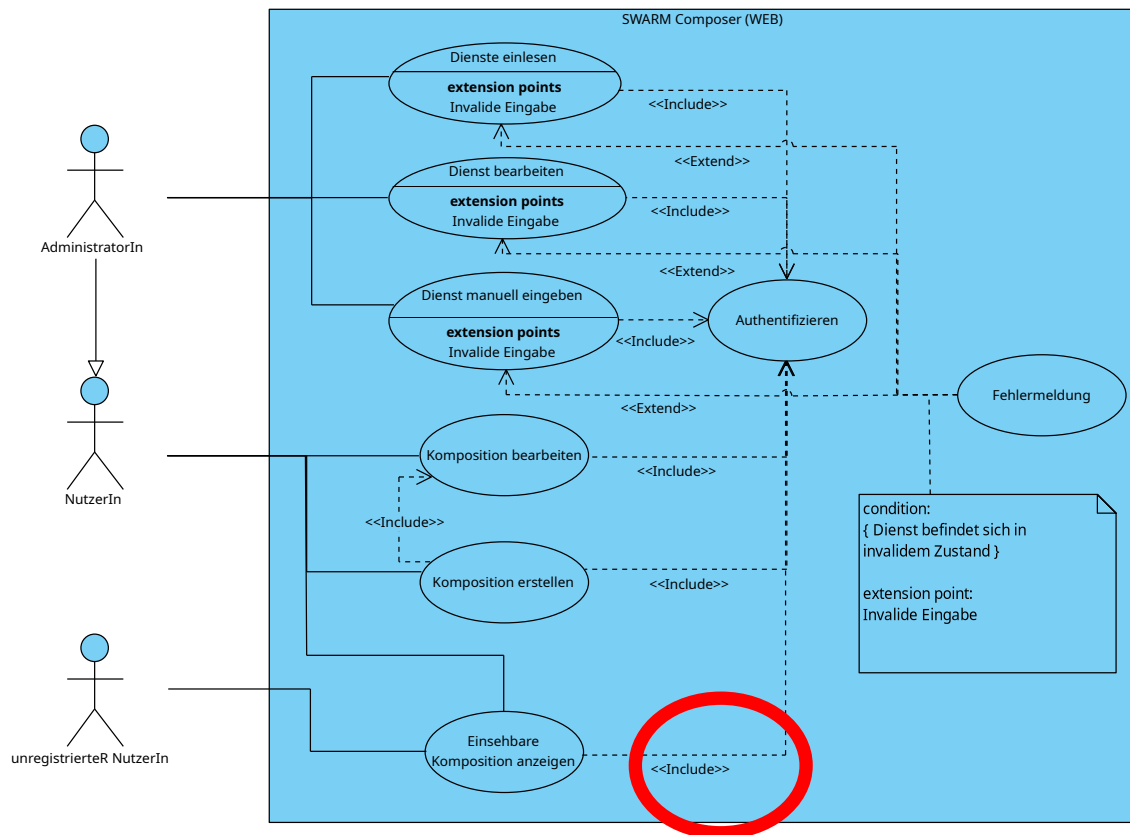 SWARM Composer (WEB)
Dienste einlesen
extension points
Invalide Eingabe
<<Include>>
<<Extend>>
Dienst bearbeiten
extension points
Invalide Eingabe
<<Include>>
AdministratorIn
<<Extend>>
Dienst manuell eingeben
extension points
Invalide Eingabe
<<Include>>
Authentifizieren
<<Extend>>
Fehlermeldung
Komposition bearbeiten
<<Include>>
NutzerIn
<<Include>>
condition:
{ Dienst befindet sich in
invalidem Zustand }
extension point:
Invalide Eingabe
Komposition erstellen
<<Include>>
unregistrierteR NutzerIn
Einsehbare
Komposition anzeigen
<<Include>>